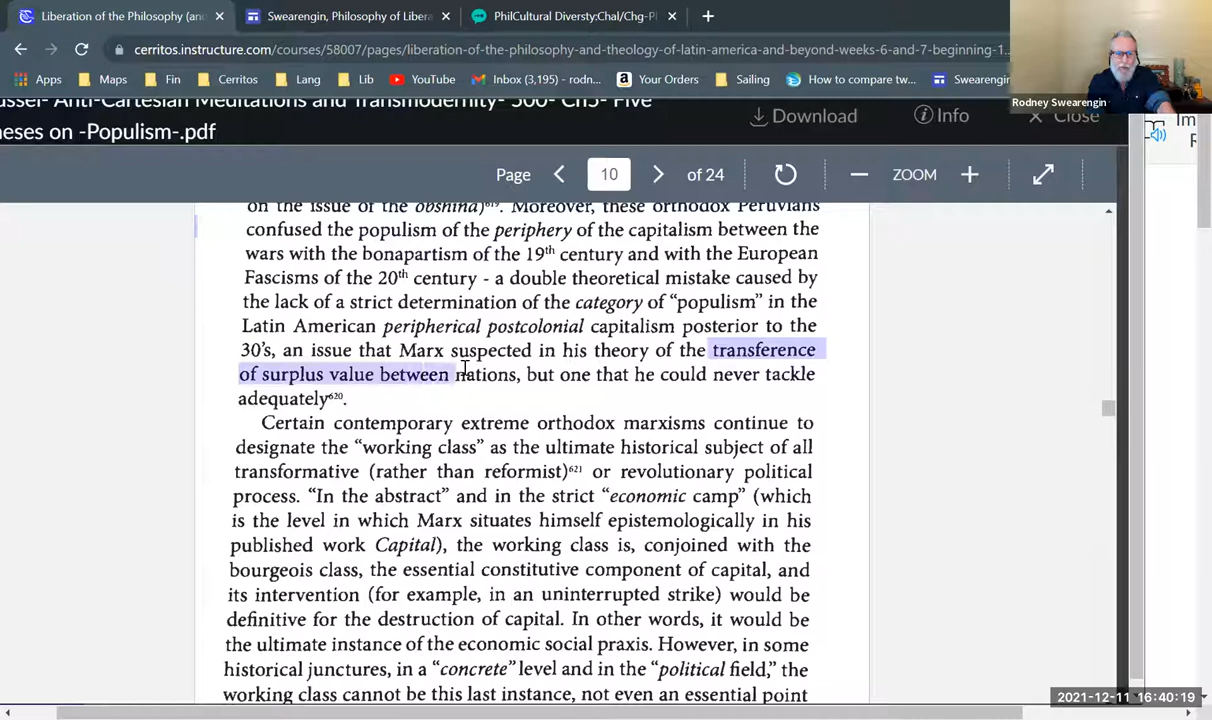 Liberation of the Philosophy (an
Swearengin, Philosophy of Libera
PhilCultural Diversty:Chal/Chg-P
cerritos.instructure.com/courses/58007/pages/liberation-of-the-philosophy-and-theology-of-latin-america-and-beyond-weeks-6-and-7-beginning-1...
Apps Maps Fin Cerritos Lang Lib YouTube Inbox (3,195) - rodn... Your Orders Sailing How to compare tw... Swearengin
Rodney Swearengin
ussel- Anti-Cartesian Meditations and Transmodernity- 300- Ch5- Five
heses on -Populism-.pdf
Download Info Close
Im
R
Page 10 of 24 ZOOM
on the issue of the obshina)⁶¹⁹. Moreover, these orthodox Peruvians
confused the populism of the periphery of the capitalism between the
wars with the bonapartism of the 19th century and with the European
Fascisms of the 20th century - a double theoretical mistake caused by
the lack of a strict determination of the category of “populism” in the
Latin American peripherical postcolonial capitalism posterior to the
30’s, an issue that Marx suspected in his theory of the transference
of surplus value between nations, but one that he could never tackle
adequately⁶²⁰.
Certain contemporary extreme orthodox marxisms continue to
designate the “working class” as the ultimate historical subject of all
transformative (rather than reformist)⁶²¹ or revolutionary political
process. “In the abstract” and in the strict “economic camp” (which
is the level in which Marx situates himself epistemologically in his
published work Capital), the working class is, conjoined with the
bourgeois class, the essential constitutive component of capital, and
its intervention (for example, in an uninterrupted strike) would be
definitive for the destruction of capital. In other words, it would be
the ultimate instance of the economic social praxis. However, in some
historical junctures, in a “concrete” level and in the “political field,” the
working class cannot be this last instance, not even an essential point
2021-12-11 16:40:19